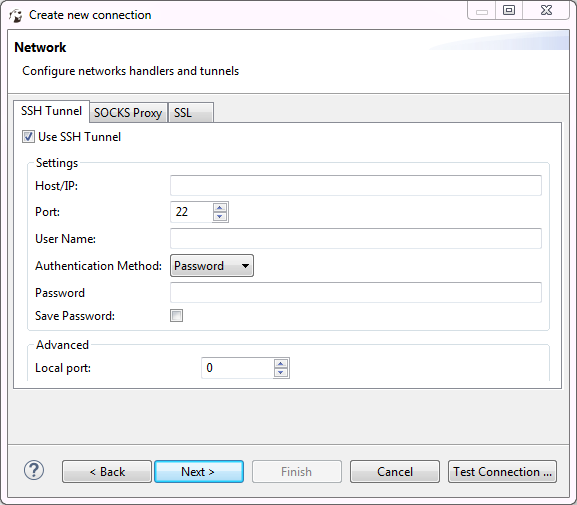 Create new connection
Network
Configure networks handlers and tunnels
SSH Tunnel SOCKS Proxy SSL
Use SSH Tunnel
Settings
Host/IP:
Port: 22
User Name:
Authentication Method: Password
Password
Save Password:
Advanced
Local port: 0
? < Back Next > Finish Cancel Test Connection ...